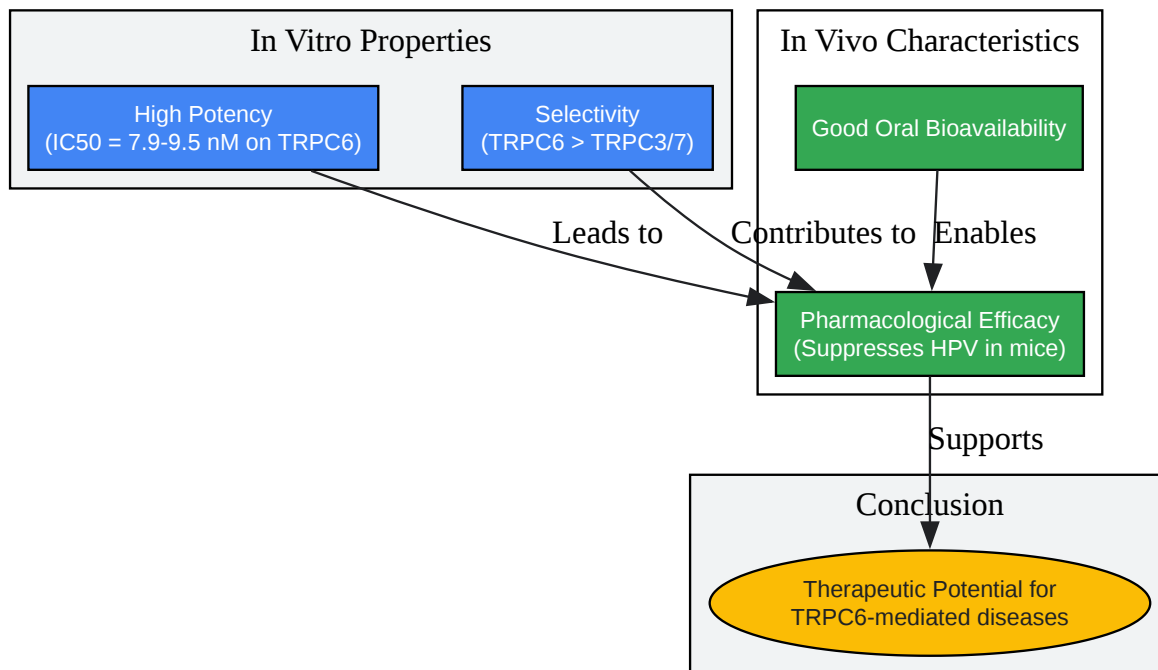 In Vitro Properties
High Potency
(IC50 = 7.9-9.5 nM on TRPC6)
Selectivity
(TRPC6 > TRPC3/7)
In Vivo Characteristics
Good Oral Bioavailability
Leads to
Contributes to
Enables
Pharmacological Efficacy
(Suppresses HPV in mice)
Supports
Conclusion
Therapeutic Potential for
TRPC6-mediated diseases